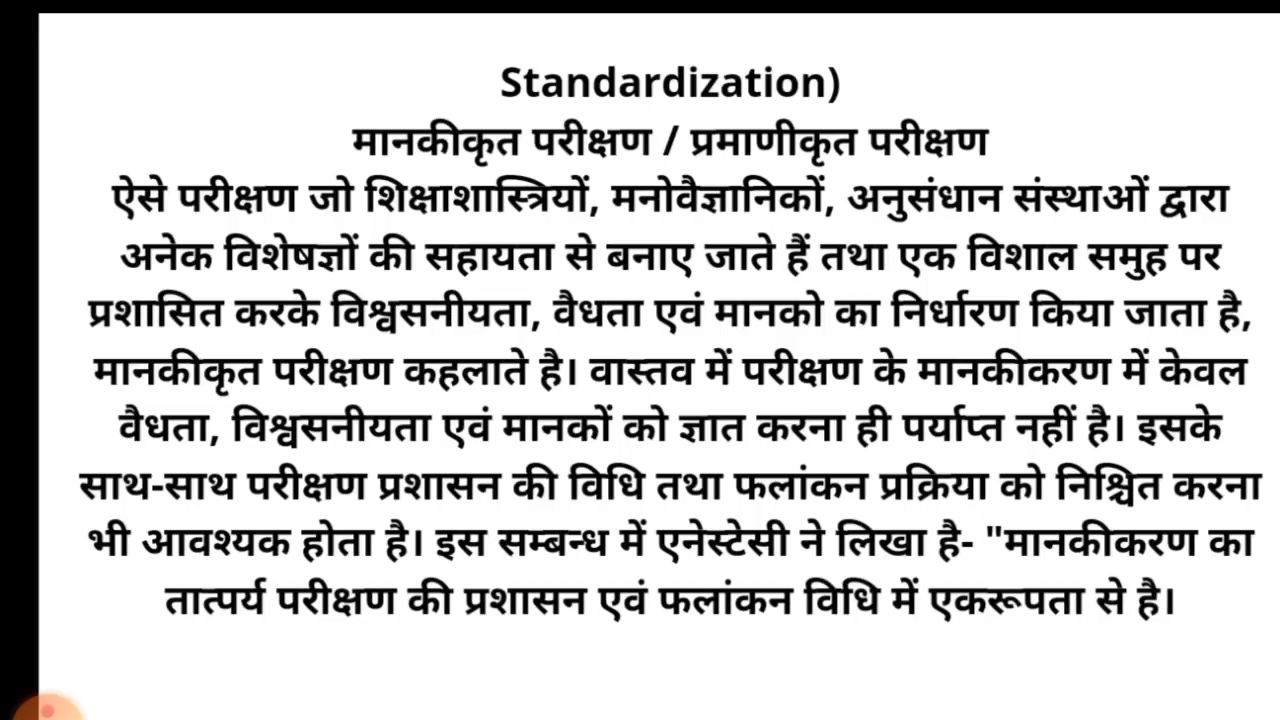 Standardization)
मानकीकृत परीक्षण / प्रमाणीकृत परीक्षण
ऐसे परीक्षण जो शिक्षाशास्त्रियों, मनोवैज्ञानिकों, अनुसंधान संस्थाओं द्वारा
अनेक विशेषज्ञों की सहायता से बनाए जाते हैं तथा एक विशाल समुह पर
प्रशासित करके विश्वसनीयता, वैधता एवं मानको का निर्धारण किया जाता है,
मानकीकृत परीक्षण कहलाते है। वास्तव में परीक्षण के मानकीकरण में केवल
वैधता, विश्वसनीयता एवं मानकों को ज्ञात करना ही पर्याप्त नहीं है। इसके
साथ-साथ परीक्षण प्रशासन की विधि तथा फलांकन प्रक्रिया को निश्चित करना
भी आवश्यक होता है। इस सम्बन्ध में एनेस्टेसी ने लिखा है- "मानकीकरण का
तात्पर्य परीक्षण की प्रशासन एवं फलांकन विधि में एकरूपता से है।